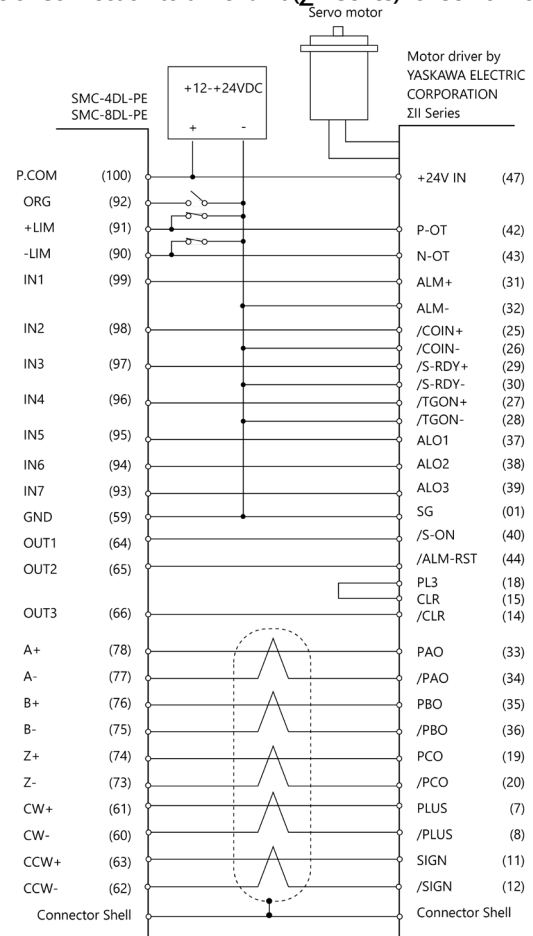 Servo motor
Motor driver by
YASKAWA ELECTRIC
CORPORATION
ΣII Series
+12-+24VDC
+ -
SMC-4DL-PE
SMC-8DL-PE
P.COM (100) +24V IN (47)
ORG (92)
+LIM (91) P-OT (42)
-LIM (90) N-OT (43)
IN1 (99) ALM+ (31)
ALM- (32)
IN2 (98) /COIN+ (25)
/COIN- (26)
IN3 (97) /S-RDY+ (29)
/S-RDY- (30)
IN4 (96) /TGON+ (27)
/TGON- (28)
IN5 (95) ALO1 (37)
IN6 (94) ALO2 (38)
IN7 (93) ALO3 (39)
GND (59) SG (01)
OUT1 (64) /S-ON (40)
OUT2 (65) /ALM-RST (44)
PL3 (18)
CLR (15)
OUT3 (66) /CLR (14)
A+ (78) PAO (33)
A- (77) /PAO (34)
B+ (76) PBO (35)
B- (75) /PBO (36)
Z+ (74) PCO (19)
Z- (73) /PCO (20)
CW+ (61) PLUS (7)
CW- (60) /PLUS (8)
CCW+ (63) SIGN (11)
CCW- (62) /SIGN (12)
Connector Shell Connector Shell